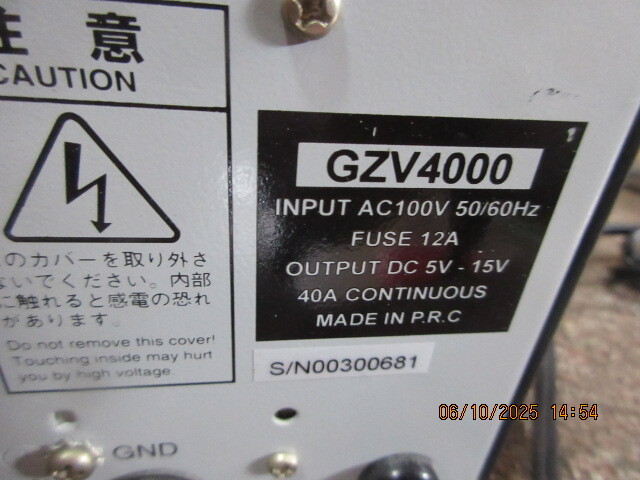 注意
CAUTION
のカバーを取り外さ
ないでください。内部
に触れると感電の恐れ
があります。
Do not remove this cover!
Touching inside may hurt
you by high voltage.
GZV4000
INPUT AC100V 50/60Hz
FUSE 12A
OUTPUT DC 5V - 15V
40A CONTINUOUS
MADE IN P.R.C
S/N00300681
GND
06/10/2025 14:54